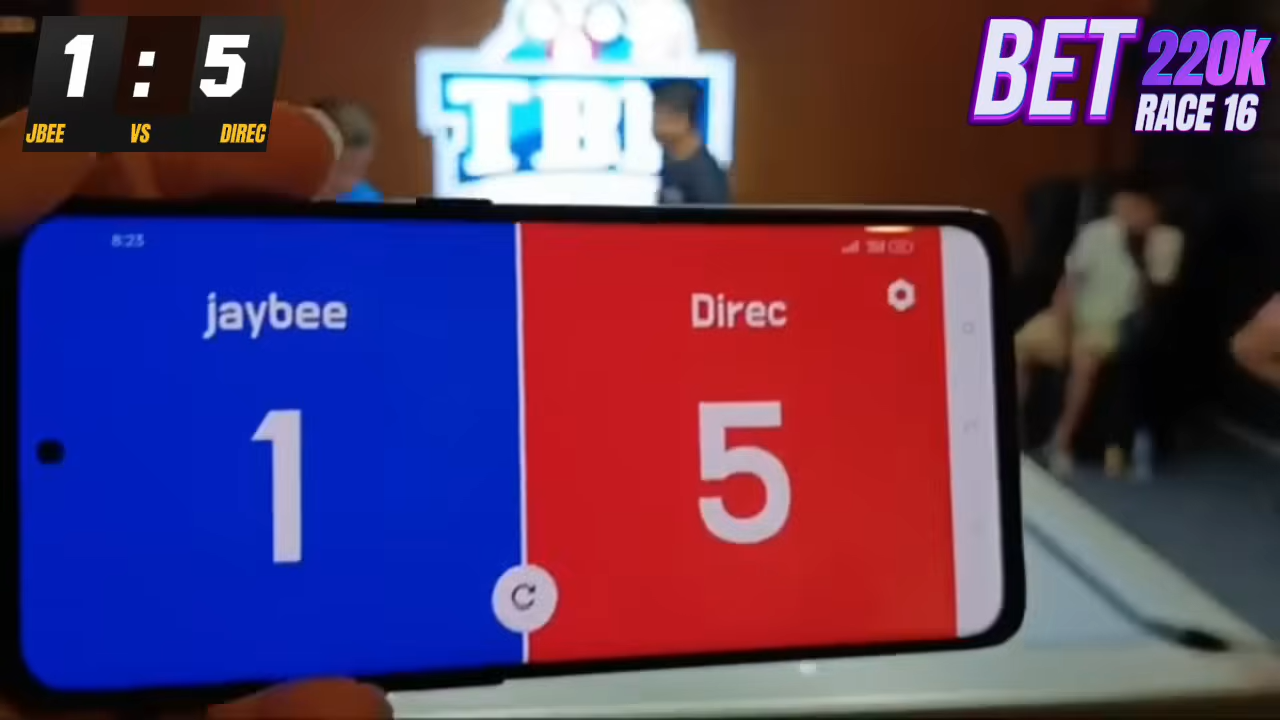 1 : 5
JBEE VS DIREC
BET 220k
RACE 16
8:23
jaybee
Direc
1
5